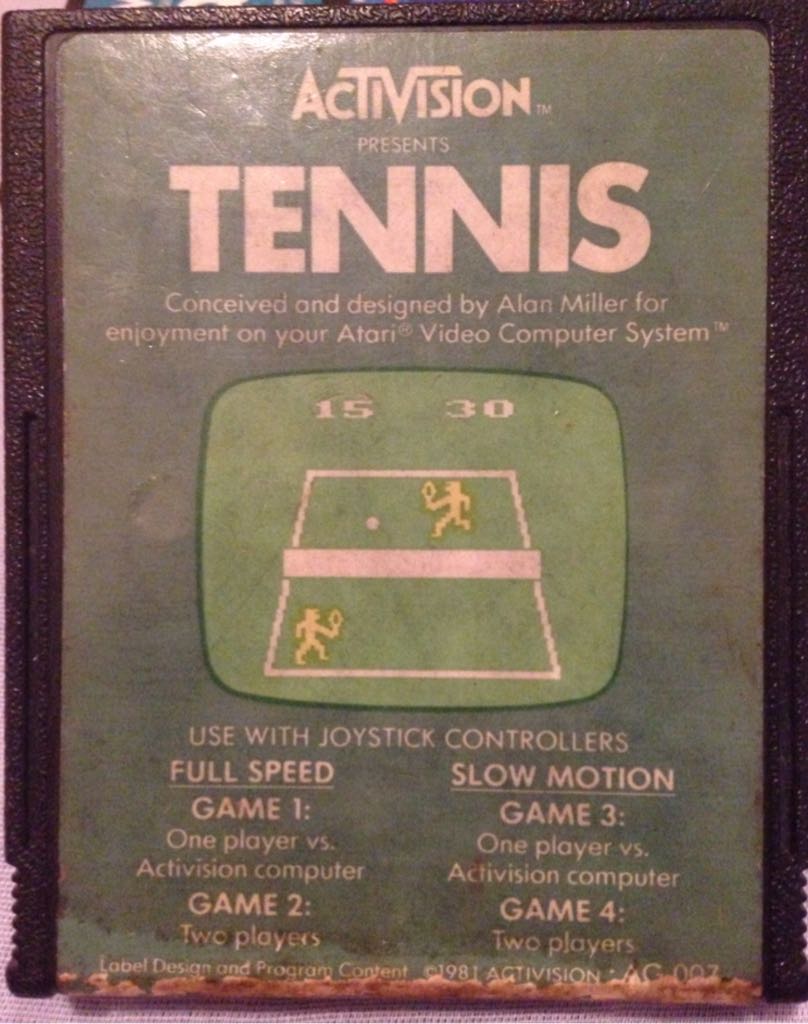 ACTIVISION™
PRESENTS
TENNIS
Conceived and designed by Alan Miller for
enjoyment on your Atari® Video Computer System™
15 30
USE WITH JOYSTICK CONTROLLERS
FULL SPEED SLOW MOTION
GAME 1: GAME 3:
One player vs. One player vs.
Activision computer Activision computer
GAME 2: GAME 4:
Two players Two players
Label Design and Program Content ©1981 ACTIVISION AG-007